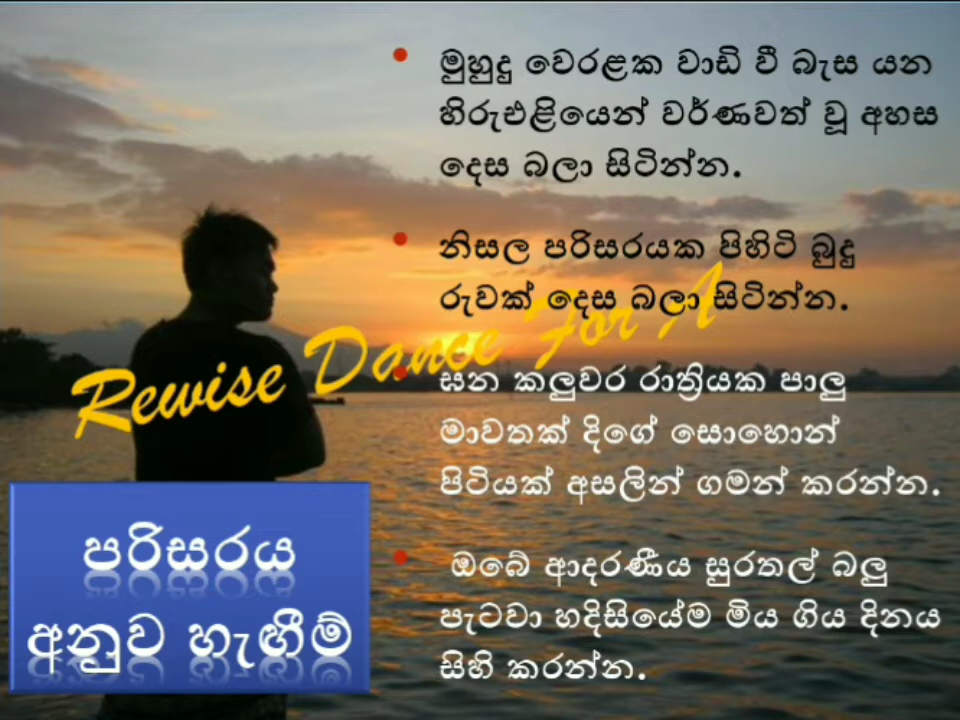 මුහුදු වෙරළක වාඩි වී බැස යන
හිරුඑළියෙන් වර්ණවත් වූ අහස
දෙස බලා සිටින්න.
නිසල පරිසරයක පිහිටි බුදු
රුවක් දෙස බලා සිටින්න.
Rewise Dance For A
ඝන කලුවර රාත්‍රියක පාලු
මාවතක් දිගේ සොහොන්
පිටියක් අසලින් ගමන් කරන්න.
ඔබේ ආදරණීය සුරතල් බලු
පැටවා හදිසියේම මිය ගිය දිනය
සිහි කරන්න.
පරිසරය
අනුව හැඟීම්